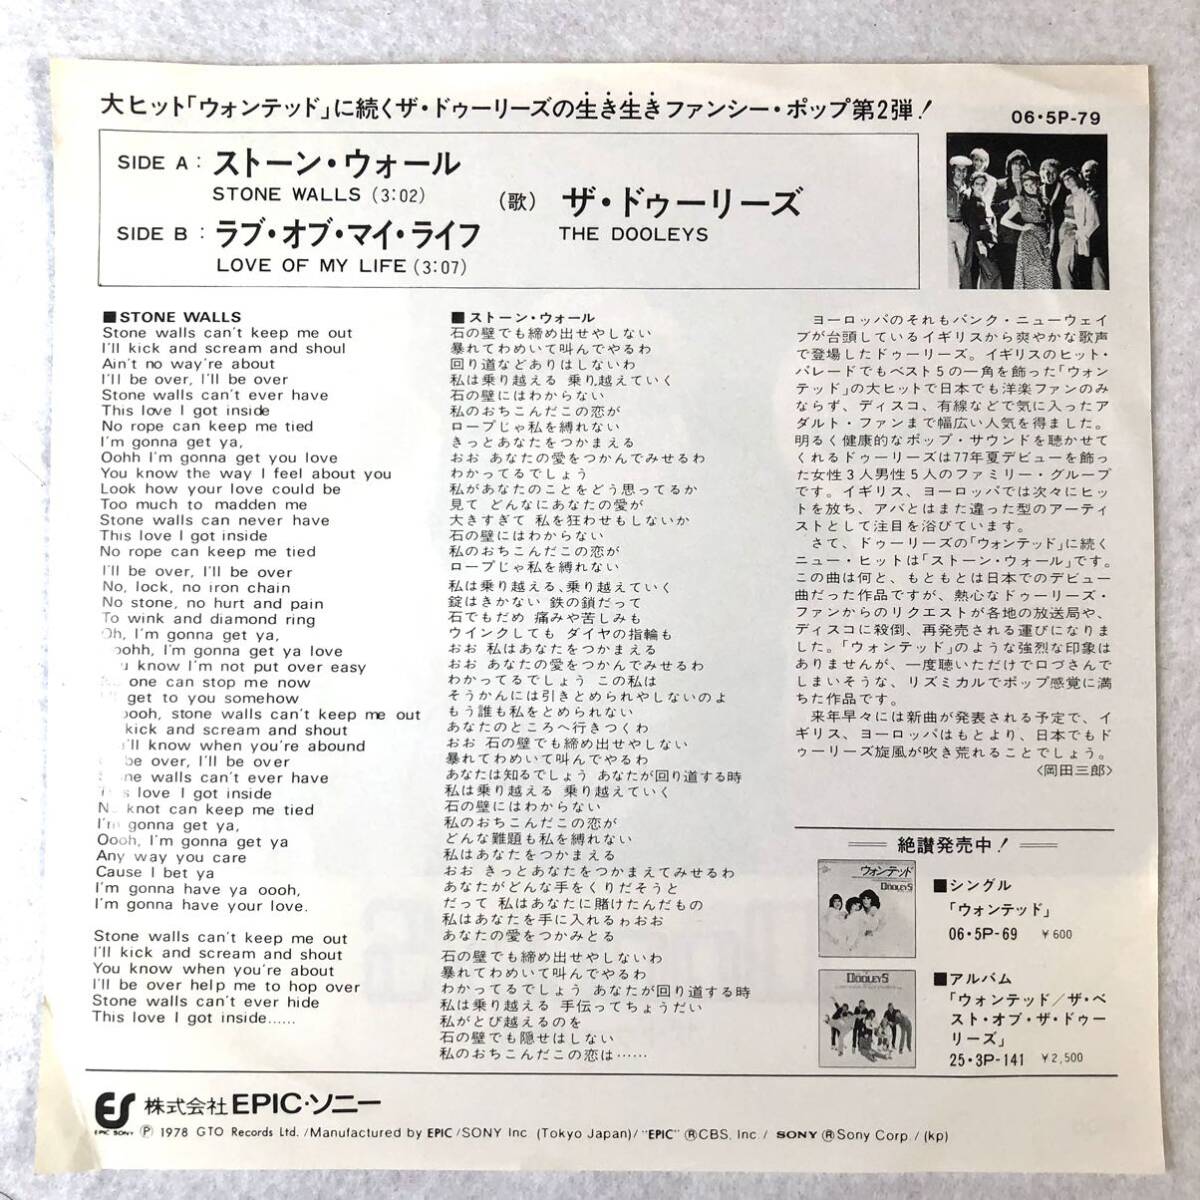 大ヒット「ウォンテッド」に続くザ・ドゥーリーズの生き生きファンシー・ポップ第2弾!
06・5P-79
SIDE A : ストーン・ウォール
STONE WALLS (3:02)
SIDE B : ラブ・オブ・マイ・ライフ
LOVE OF MY LIFE (3:07)
(歌) ザ・ドゥーリーズ
THE DOOLEYS
■STONE WALLS
Stone walls can't keep me out
I'll kick and scream and shoul
Ain't no way're about
I'll be over, I'll be over
Stone walls can't ever have
This love I got inside
No rope can keep me tied
I'm gonna get ya,
Oohh I'm gonna get you love
You know the way I feel about you
Look how your love could be
Too much to madden me
Stone walls can never have
This love I got inside
No rope can keep me tied
I'll be over, I'll be over
No, lock, no iron chain
No stone, no hurt and pain
To wink and diamond ring
Oh, I'm gonna get ya,
oohh, I'm gonna get ya love
u know I'm not put over easy
one can stop me now
get to you somehow
oooh, stone walls can't keep me out
kick and scream and shout
'll know when you're abound
be over, I'll be over
Stone walls can't ever have
This love I got inside
No knot can keep me tied
I'm gonna get ya,
Oooh, I'm gonna get ya
Any way you care
Cause I bet ya
I'm gonna have ya oooh,
I'm gonna have your love.
Stone walls can't keep me out
I'll kick and scream and shout
You know when you're about
I'll be over help me to hop over
Stone walls can't ever hide
This love I got inside……
■ストーン・ウォール
石の壁でも締め出せやしない
暴れてわめいて叫んでやるわ
回り道などありはしないわ
私は乗り越える 乗り越えていく
石の壁にはわからない
私のおちこんだこの恋が
ロープじゃ私を縛れない
きっとあなたをつかまえる
おお あなたの愛をつかんでみせるわ
わかってるでしょう
私があなたのことをどう思ってるか
見て どんなにあなたの愛が
大きすぎて 私を狂わせもしないか
石の壁にはわからない
私のおちこんだこの恋が
ロープじゃ私を縛れない
私は乗り越える、乗り越えていく
錠はきかない 鉄の鎖だって
石でもだめ 痛みや苦しみも
ウインクしても ダイヤの指輪も
おお 私はあなたをつかまえる
おお あなたの愛をつかんでみせるわ
わかってるでしょう この私は
そうかんには引きとめられやしないのよ
もう誰も私をとめられない
あなたのところへ行きつくわ
おお 石の壁でも締め出せやしない
暴れてわめいて叫んでやるわ
あなたは知るでしょう あなたが回り道する時
私は乗り越える 乗り越えていく
石の壁にはわからない
私のおちこんだこの恋が
どんな難題も私を縛れない
私はあなたをつかまえる
おお きっとあなたをつかまえてみせるわ
あなたがどんな手をくりだそうと
だって 私はあなたに賭けたんだもの
私はあなたを手に入れるゎおお
あなたの愛をつかみとる
石の壁でも締め出せやしないわ
暴れてわめいて叫んでやるわ
わかってるでしょう あなたが回り道する時
私は乗り越える 手伝ってちょうだい
私がとび越えるのを
石の壁でも隠せはしない
私のおちこんだこの恋は……
ヨーロッパのそれもパンク・ニューウェイ
ブが台頭しているイギリスから爽やかな歌声
で登場したドゥーリーズ。イギリスのヒット・
パレードでもベスト5の一角を飾った「ウォン
テッド」の大ヒットで日本でも洋楽ファンのみ
ならず、ディスコ、有線などで気に入ったア
ダルト・ファンまで幅広い人気を得ました。
明るく健康的なポップ・サウンドを聴かせて
くれるドゥーリーズは77年夏デビューを飾っ
た女性3人男性5人のファミリー・グループ
です。イギリス、ヨーロッパでは次々にヒッ
トを放ち、アバとはまた違った型のアーティ
ストとして注目を浴びています。
さて、ドゥーリーズの「ウォンテッド」に続く
ニュー・ヒットは「ストーン・ウォール」です。
この曲は何と、もともとは日本でのデビュー
曲だった作品ですが、熱心なドゥーリーズ・
ファンからのリクエストが各地の放送局や、
ディスコに殺倒、再発売される運びになりま
した。「ウォンテッド」のような強烈な印象は
ありませんが、一度聴いただけで口づさんで
しまいそうな、リズミカルでポップ感覚に満
ちた作品です。
来年早々には新曲が発表される予定で、イ
ギリス、ヨーロッパはもとより、日本でもド
ゥーリーズ旋風が吹き荒れることでしょう。
〈岡田三郎〉
絶讃発売中!
ウォンテッド
DOOLEYS
■シングル
「ウォンテッド」
06・5P-69 ¥600
DOOLEYS
■アルバム
「ウォンテッド/ザ・ベ
スト・オブ・ザ・ドゥー
リーズ」
25・3P-141 ¥2,500
ES
EPIC SONY
株式会社EPIC・ソニー
Ⓟ 1978 GTO Records Ltd. /Manufactured by EPIC/SONY Inc. (Tokyo Japan)/ "EPIC" ®CBS, Inc. / SONY ®Sony Corp. / (kp)